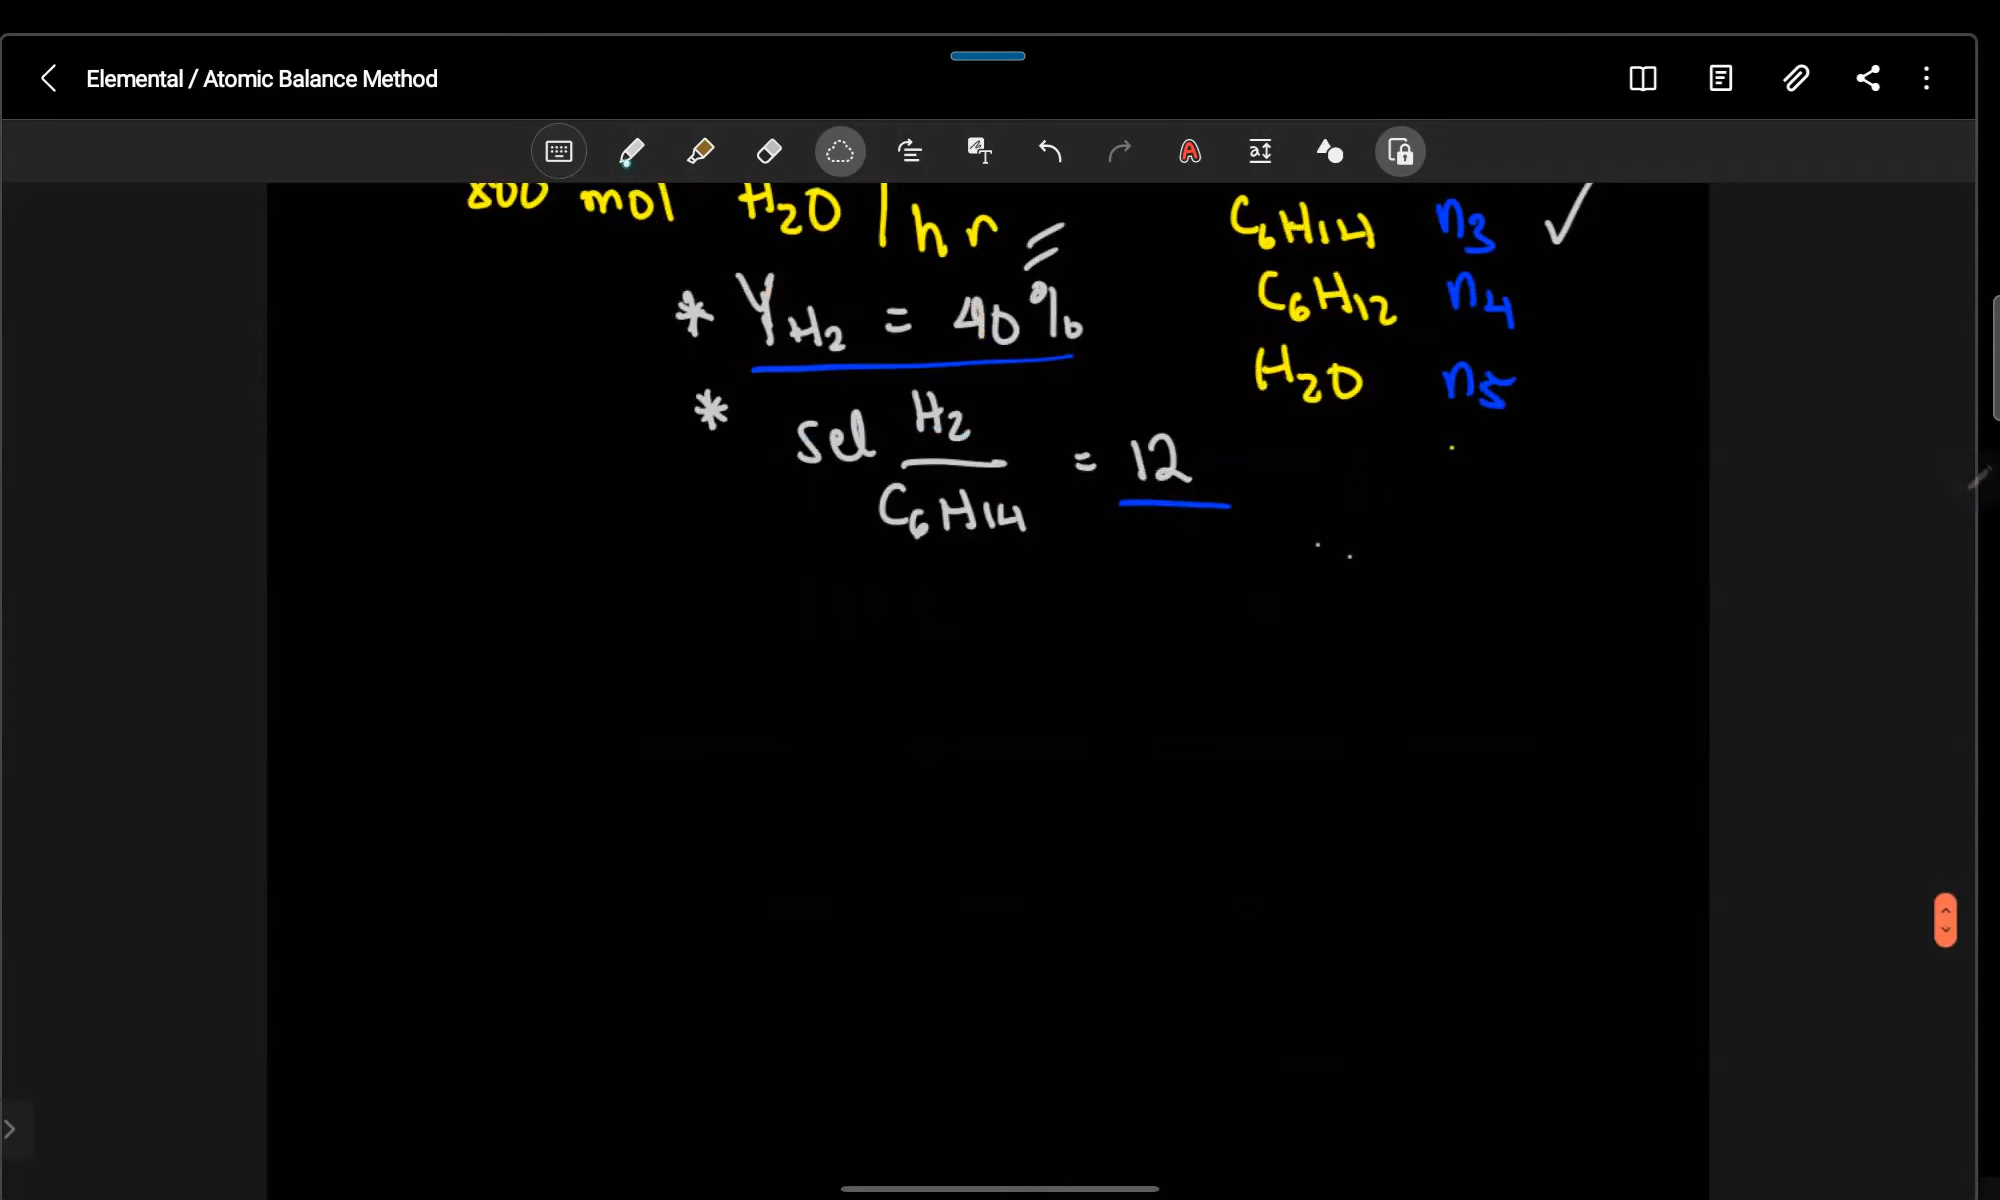 Elemental / Atomic Balance Method
800 mol H2O / hr
C6H14 n3 ✓
* YH2 = 40%
C6H12 n4
H2O n5
* Sel H2 / C6H14 = 12